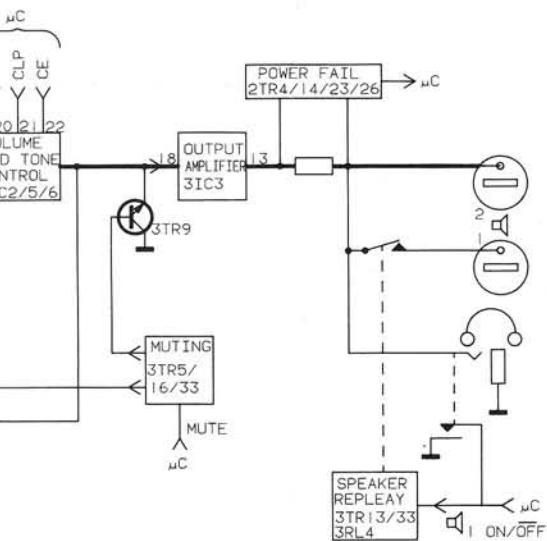 μC
CLP
CE
20 21 22
VOLUME
D TONE
NTROL
C2/5/6
18
OUTPUT
AMPLIFIER
3IC3
13
POWER FAIL
2TR4/14/23/26
μC
3TR9
2
1
MUTING
3TR5/
16/33
MUTE
μC
SPEAKER
REPLEAY
3TR13/33
3RL4
μC
1 ON/OFF